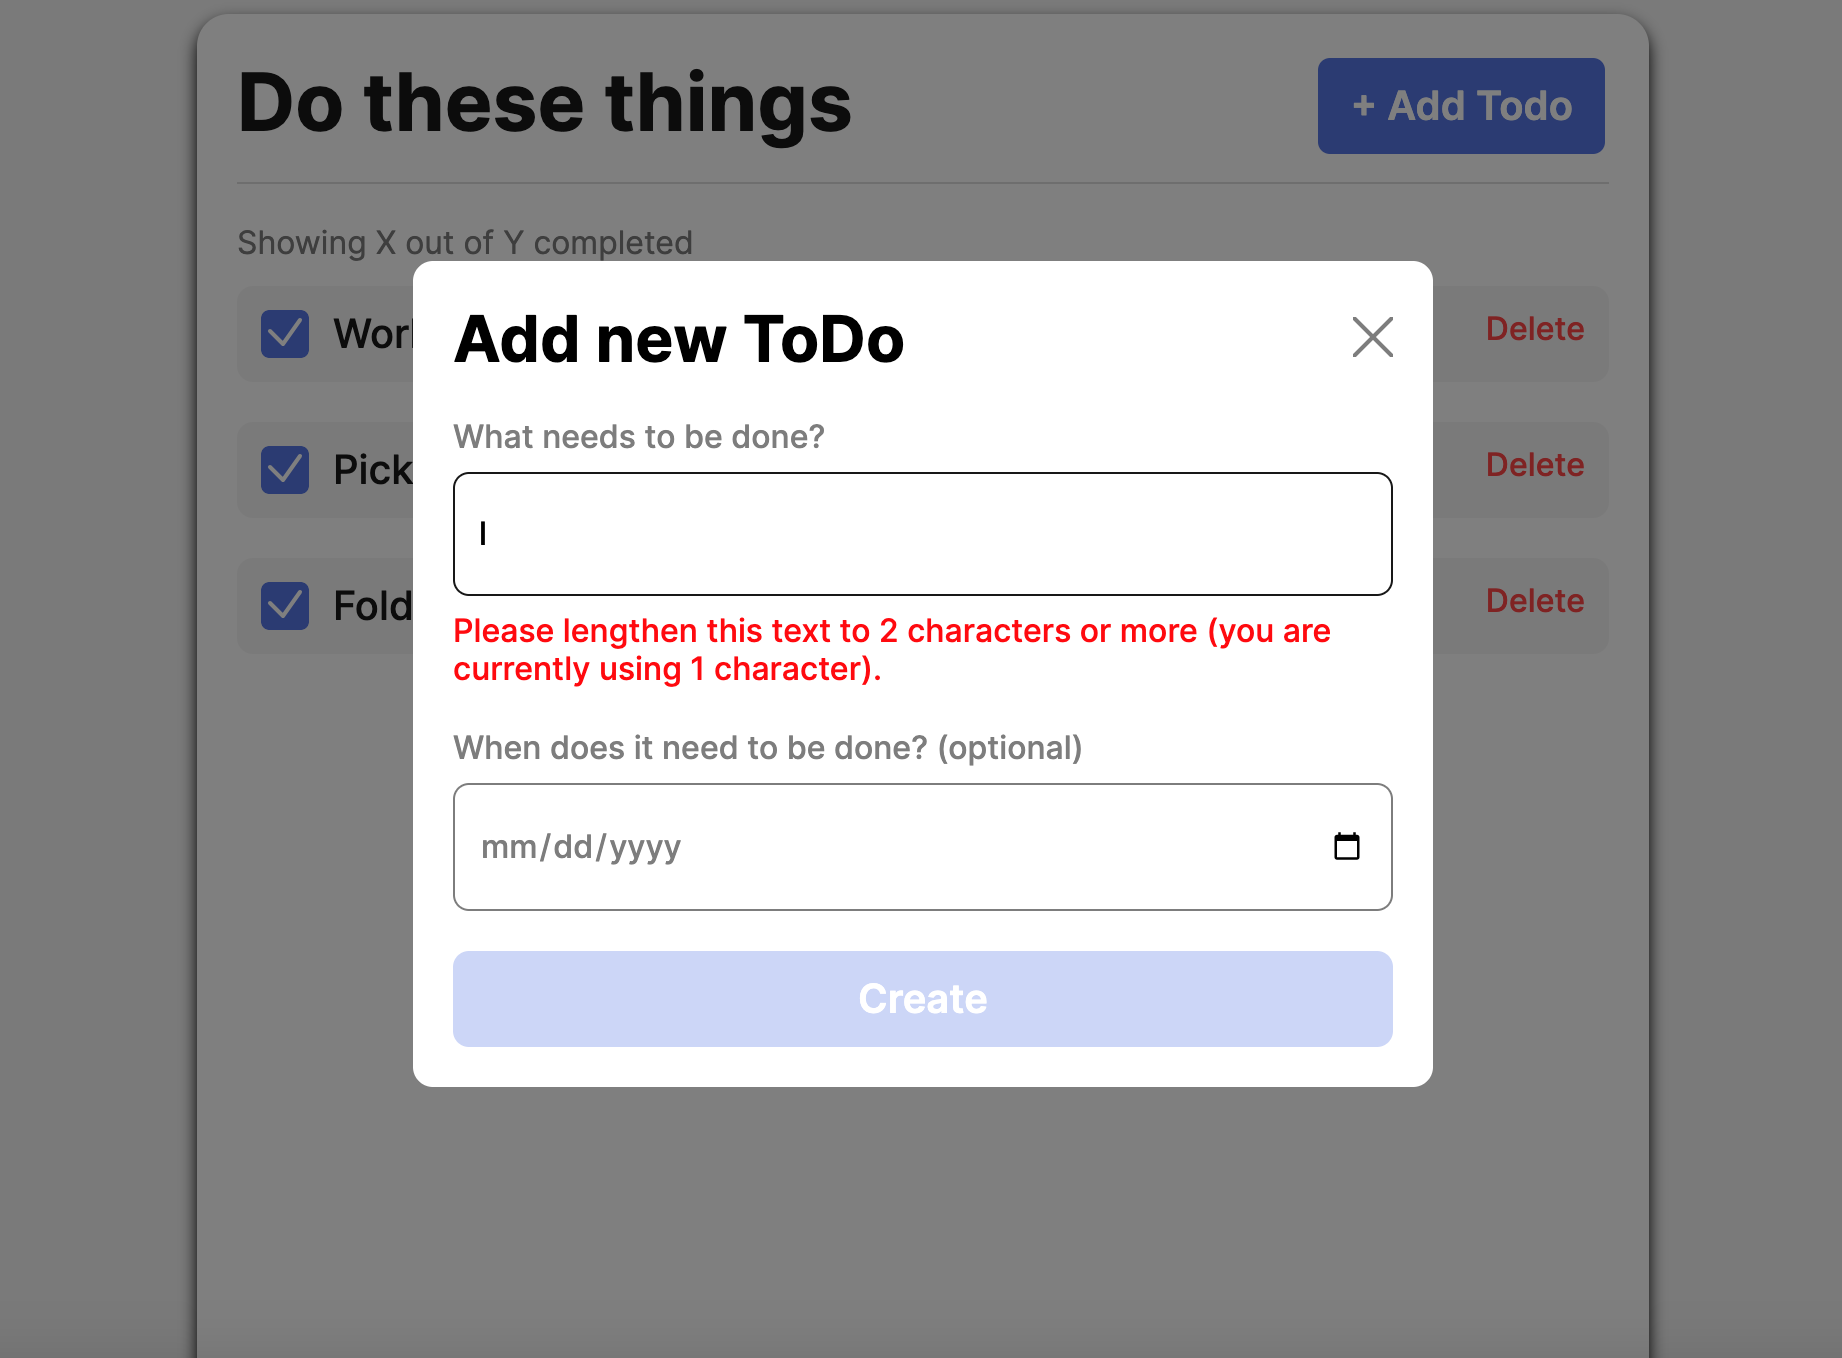 Do these things
+ Add Todo
Showing X out of Y completed
Delete
Pick
Delete
Fold
Delete
Add new ToDo
What needs to be done?
I
Please lengthen this text to 2 characters or more (you are
currently using 1 character).
When does it need to be done? (optional)
mm/dd/yyyy
Create